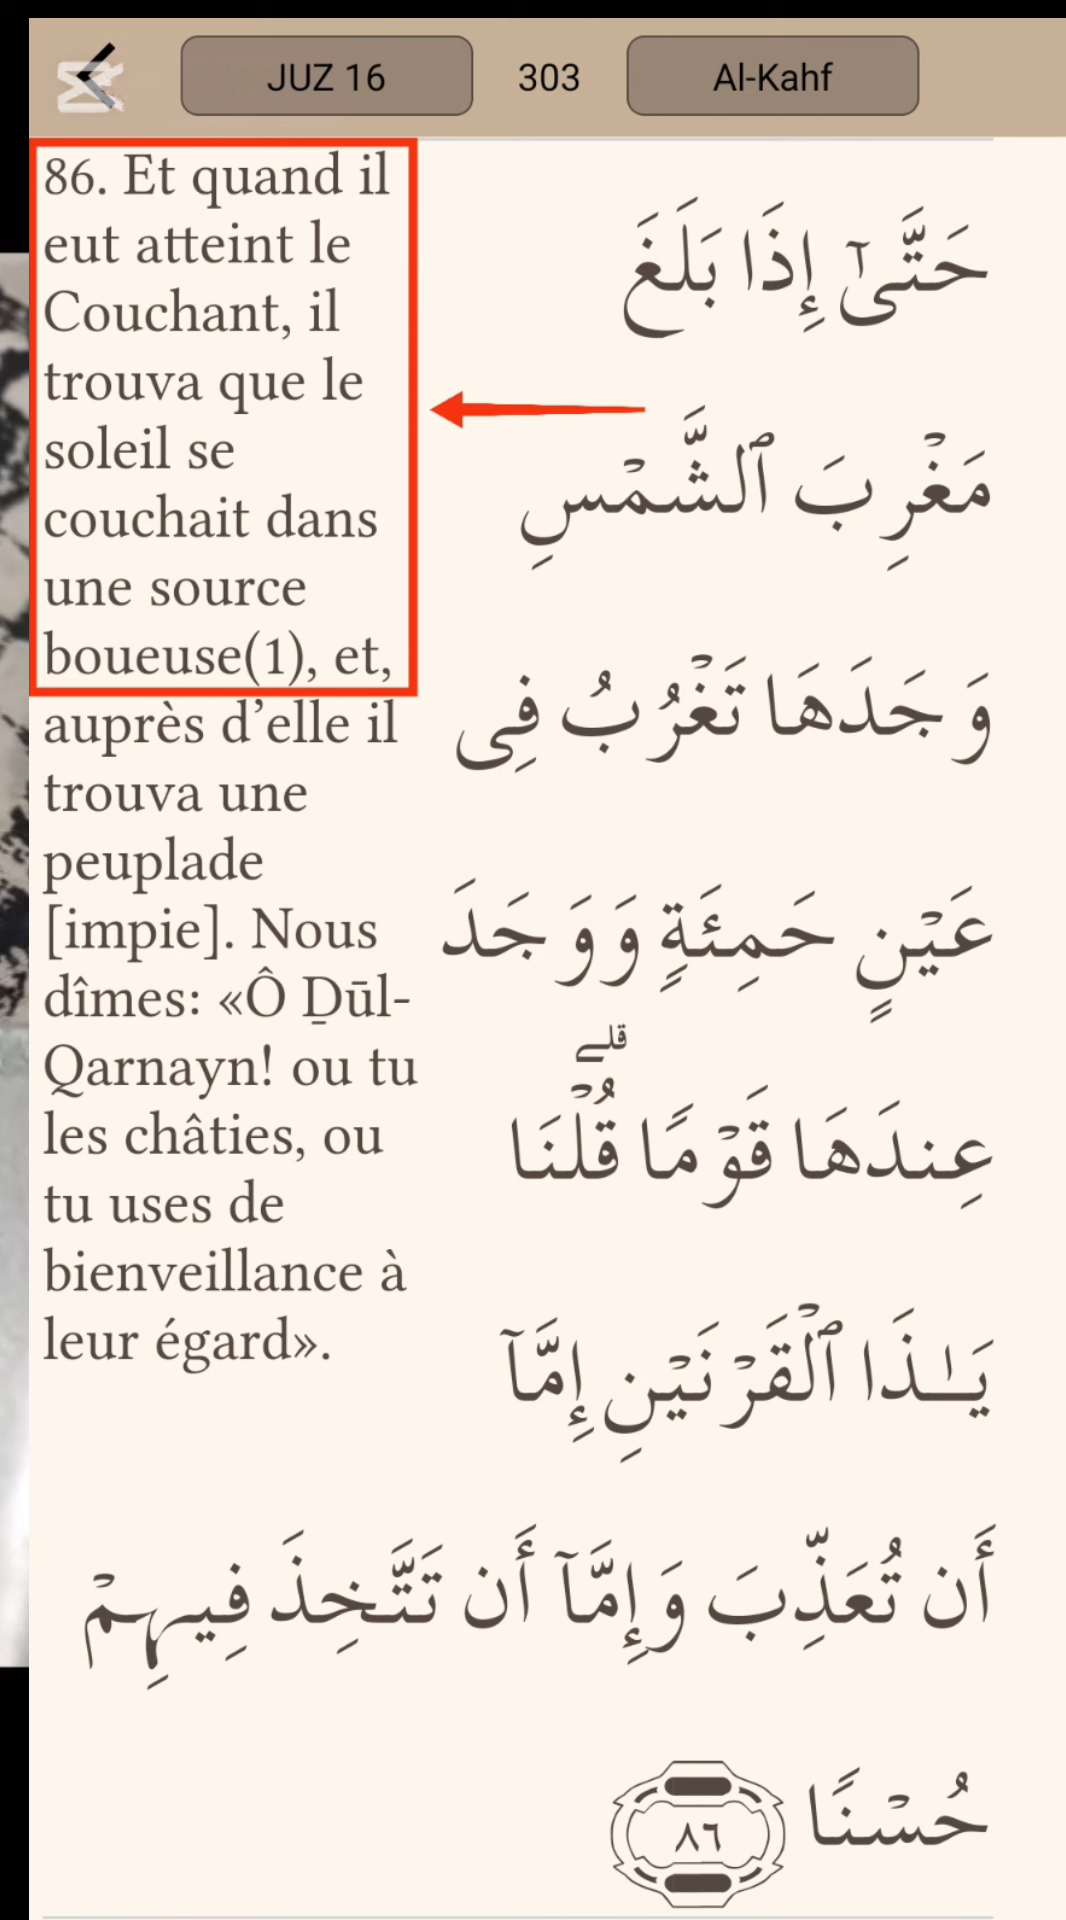 JUZ 16 303 Al-Kahf
86. Et quand il
eut atteint le
Couchant, il
trouva que le
soleil se
couchait dans
une source
boueuse(1), et,
auprès d’elle il
trouva une
peuplade
[impie]. Nous
dîmes: «Ô Ḏūl-
Qarnayn! ou tu
les châties, ou
tu uses de
bienveillance à
leur égard».
حَتَّىٰٓ إِذَا بَلَغَ
مَغْرِبَ ٱلشَّمْسِ
وَجَدَهَا تَغْرُبُ فِى
عَيْنٍ حَمِئَةٍ وَوَجَدَ
عِندَهَا قَوْمًا ۗ قُلْنَا
يَـٰذَا ٱلْقَرْنَيْنِ إِمَّآ
أَن تُعَذِّبَ وَإِمَّآ أَن تَتَّخِذَ فِيهِمْ
حُسْنًا ٨٦